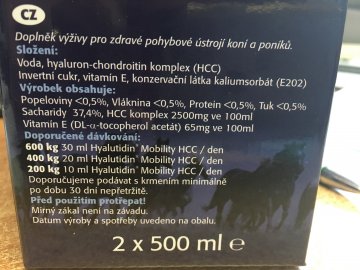 CZ
Doplněk výživy pro zdravé pohybové ústrojí koní a poníků.
Složení:
Voda, hyaluron-chondroitin komplex (HCC)
Invertní cukr, vitamin E, konzervační látka kaliumsorbát (E202)
Výrobek obsahuje:
Popeloviny <0,5%, Vláknina <0,5%, Protein <0,5%, Tuk <0,5%
Sacharidy 37,4%, HCC komplex 2500mg ve 100ml
Vitamin E (DL-α-tocopherol acetát) 65mg ve 100ml
Doporučené dávkování:
600 kg 30 ml Hyalutidin® Mobility HCC / den
400 kg 20 ml Hyalutidin® Mobility HCC / den
200 kg 10 ml Hyalutidin® Mobility HCC / den
Doporučujeme podávat s krmením minimálně
po dobu 30 dní nepřetržitě.
Před použitím protřepat!
Mírný zákal není na závadu.
Datum výroby a spotřeby uvedeno na obalu.
2 x 500 ml e